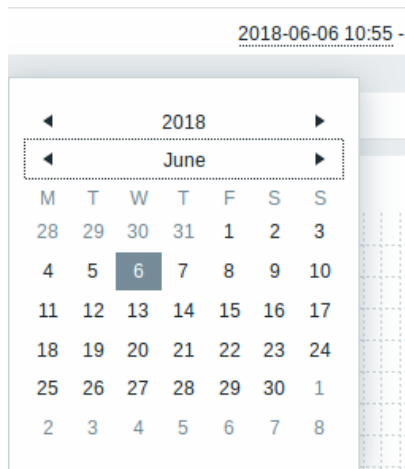 2018-06-06 10:55 -
◀ 2018 ▶
◀ June ▶
M T W T F S S
28 29 30 31 1 2 3
4 5 6 7 8 9 10
11 12 13 14 15 16 17
18 19 20 21 22 23 24
25 26 27 28 29 30 1
2 3 4 5 6 7 8